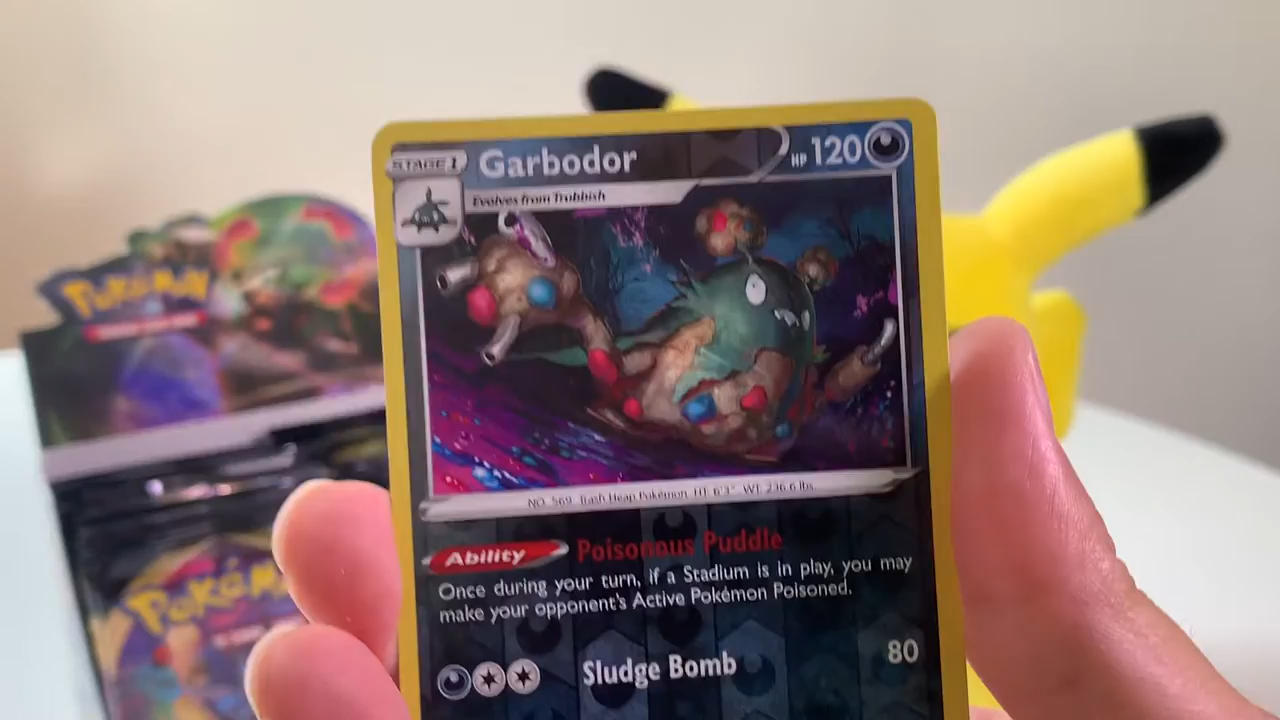 STAGE 1
Garbodor
HP 120
Evolves from Trubbish
NO. 569 Trash Heap Pokémon HT: 6'3" WT: 236.6 lbs.
Ability Poisonous Puddle
Once during your turn, if a Stadium is in play, you may
make your opponent's Active Pokémon Poisoned.
Sludge Bomb 80
POKÉMON
POKÉMON